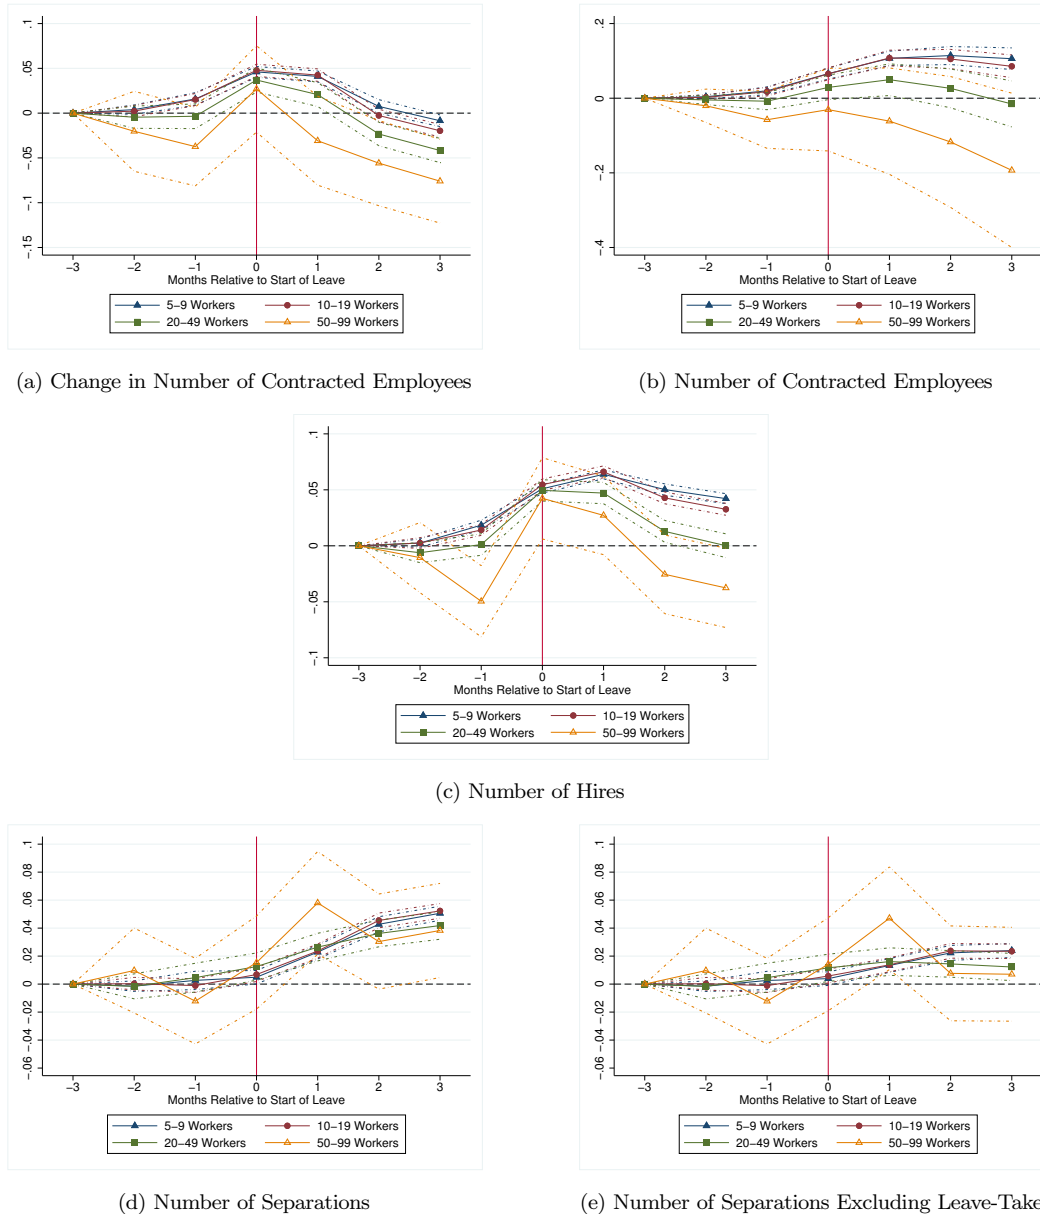 .1
.05
0
-.05
-.1
-.15
-3 -2 -1 0 1 2 3
Months Relative to Start of Leave
5-9 Workers 10-19 Workers
20-49 Workers 50-99 Workers
(a) Change in Number of Contracted Employees
.2
0
-.2
-.4
-3 -2 -1 0 1 2 3
Months Relative to Start of Leave
5-9 Workers 10-19 Workers
20-49 Workers 50-99 Workers
(b) Number of Contracted Employees
.1
.05
0
-.05
-.1
-3 -2 -1 0 1 2 3
Months Relative to Start of Leave
5-9 Workers 10-19 Workers
20-49 Workers 50-99 Workers
(c) Number of Hires
.1
.08
.06
.04
.02
0
-.02
-.04
-.06
-3 -2 -1 0 1 2 3
Months Relative to Start of Leave
5-9 Workers 10-19 Workers
20-49 Workers 50-99 Workers
(d) Number of Separations
.1
.08
.06
.04
.02
0
-.02
-.04
-.06
-3 -2 -1 0 1 2 3
Months Relative to Start of Leave
5-9 Workers 10-19 Workers
20-49 Workers 50-99 Workers
(e) Number of Separations Excluding Leave-Take